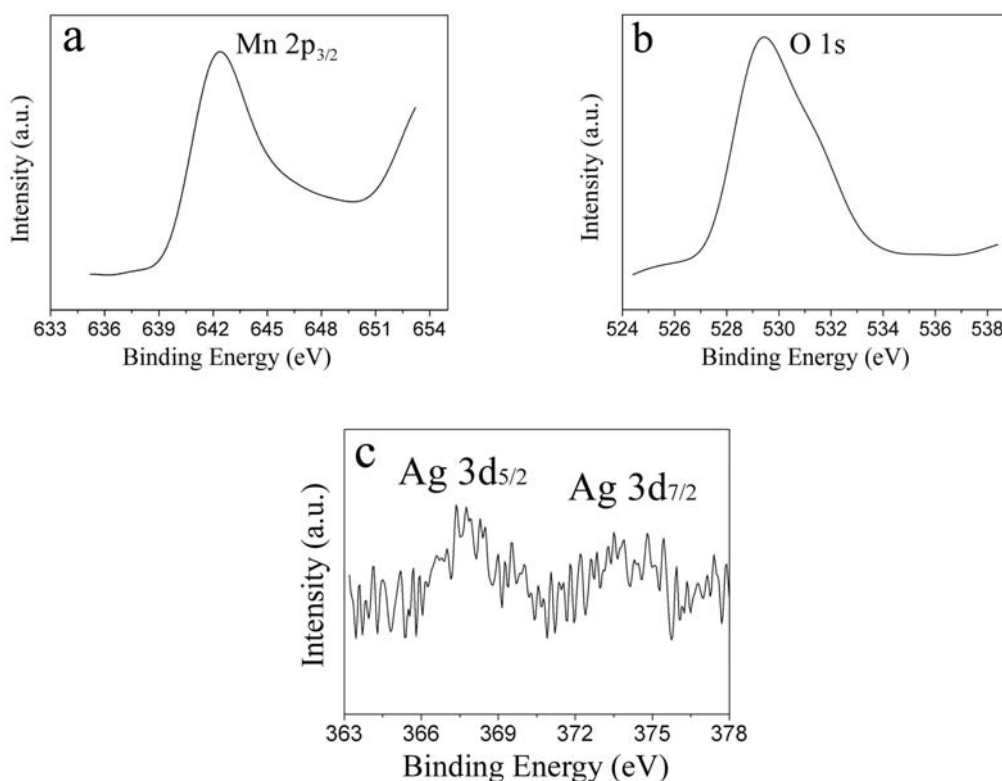 a
Mn 2p3/2
Intensity (a.u.)
633 636 639 642 645 648 651 654
Binding Energy (eV)
b
O 1s
Intensity (a.u.)
524 526 528 530 532 534 536 538
Binding Energy (eV)
c
Ag 3d5/2
Ag 3d7/2
Intensity (a.u.)
363 366 369 372 375 378
Binding Energy (eV)